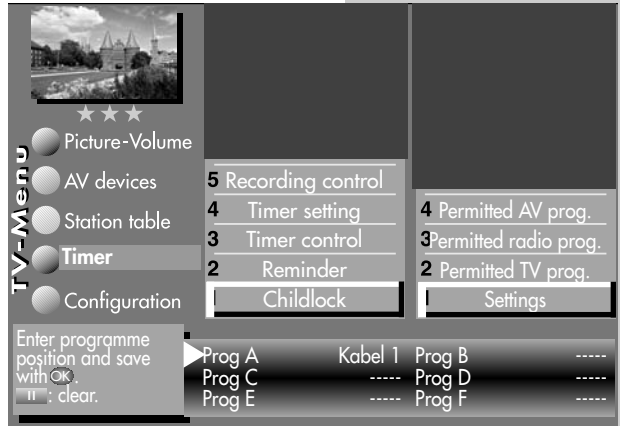 TV-Menu
Picture-Volume
AV devices
Station table
Timer
Configuration
5 Recording control
4 Timer setting
3 Timer control
2 Reminder
Childlock
4 Permitted AV prog.
3 Permitted radio prog.
2 Permitted TV prog.
Settings
Enter programme
position and save
with OK.
II : clear.
Prog A Kabel 1 Prog B -----
Prog C ----- Prog D -----
Prog E ----- Prog F -----